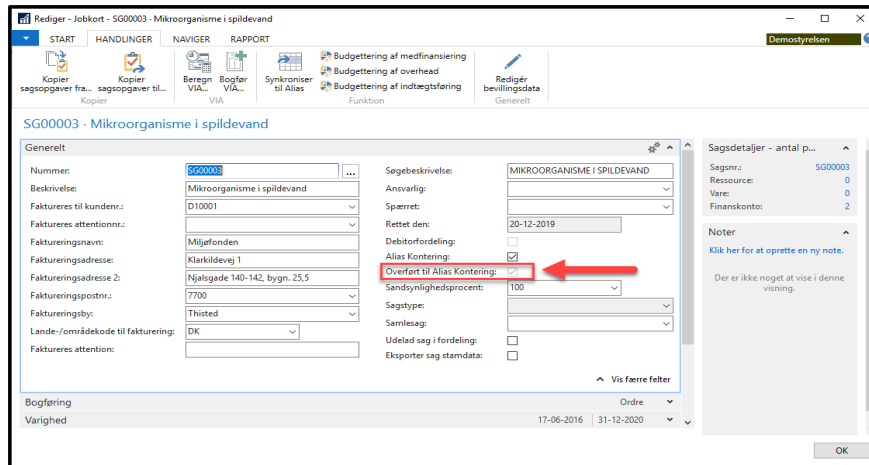 Rediger - Jobkort - SG00003 · Mikroorganisme i spildevand
START HANDLINGER NAVIGER RAPPORT
Demostyrelsen
Kopier sagsopgaver fra...
Kopier sagsopgaver til...
Kopier
Beregn VIA...
Bogfør VIA...
VIA
Synkroniser til Alias
Budgettering af medfinansiering
Budgettering af overhead
Budgettering af indtægtsføring
Funktion
Redigér bevillingsdata
Generelt
SG00003 · Mikroorganisme i spildevand
Generelt
Nummer: SG00003 ...
Beskrivelse: Mikroorganisme i spildevand
Faktureres til kundenr.: D10001
Faktureres attentionnr.:
Faktureringsnavn: Miljøfonden
Faktureringsadresse: Klarkildevej 1
Faktureringsadresse 2: Njalsgade 140-142, bygn. 25,5
Faktureringspostnr.: 7700
Faktureringsby: Thisted
Lande-/områdekode til fakturering: DK
Faktureres attention:
Søgebeskrivelse: MIKROORGANISME I SPILDEVAND
Ansvarlig:
Spærret:
Rettet den: 20-12-2019
Debitorfordeling:
Alias Kontering:
Overført til Alias Kontering:
Sandsynlighedsprocent: 100
Sagstype:
Samlesag:
Udelad sag i fordeling:
Eksporter sag stamdata:
Vis færre felter
Bogføring Ordre
Varighed 17-06-2016 31-12-2020
Sagsdetaljer - antal p...
Sagsnr.: SG00003
Ressource: 0
Vare: 0
Finanskonto: 2
Noter
Klik her for at oprette en ny note.
Der er ikke noget at vise i denne
visning.
OK